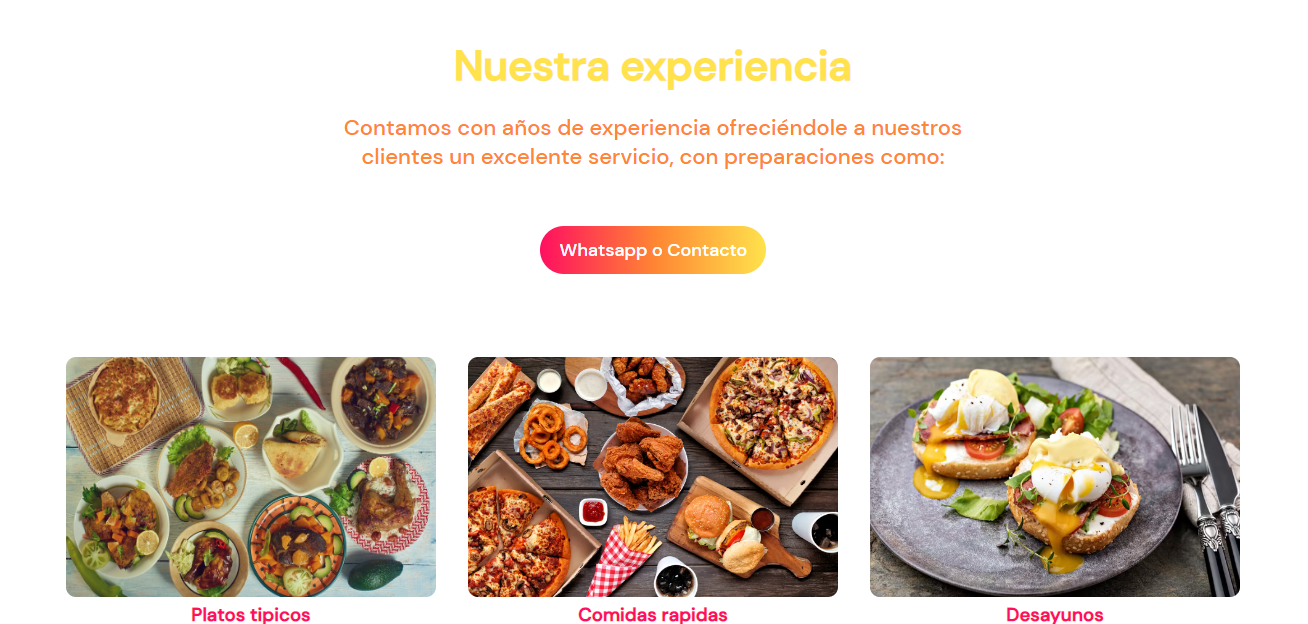 Nuestra experiencia
Contamos con años de experiencia ofreciéndole a nuestros
clientes un excelente servicio, con preparaciones como:
Whatsapp o Contacto
Platos tipicos
Comidas rapidas
Desayunos